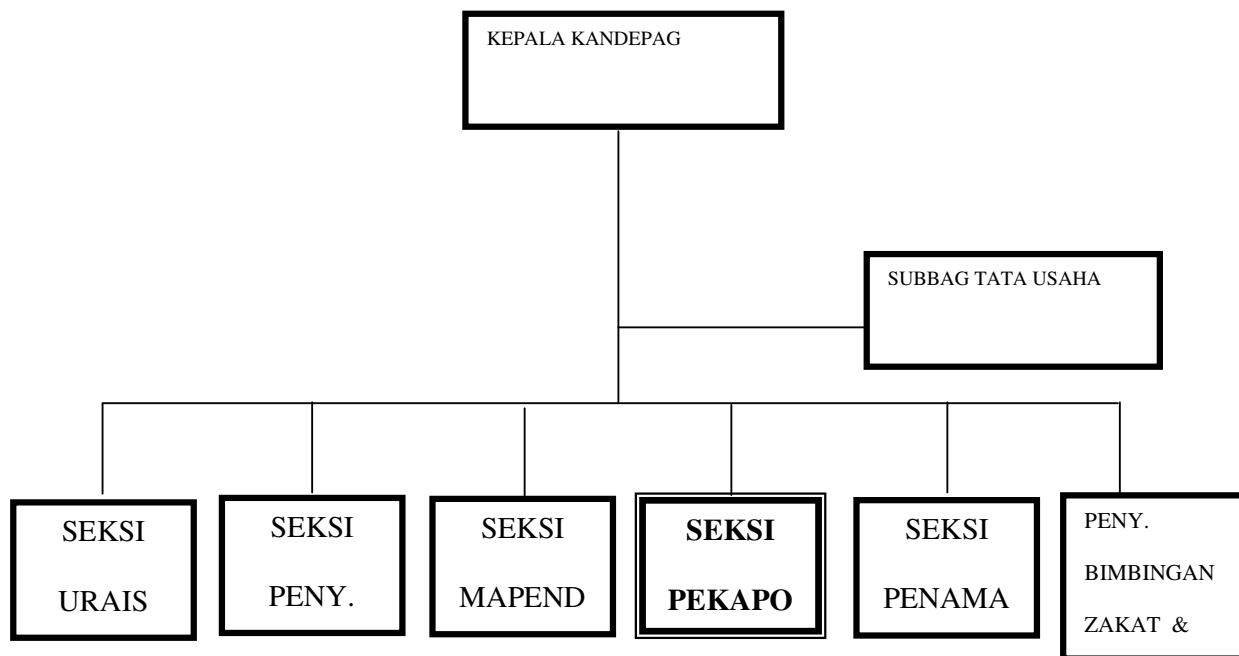 KEPALA KANDEPAG
SUBBAG TATA USAHA
SEKSI
URAIS
SEKSI
PENY.
SEKSI
MAPEND
SEKSI
PEKAPO
SEKSI
PENAMA
PENY.
BIMBINGAN
ZAKAT &